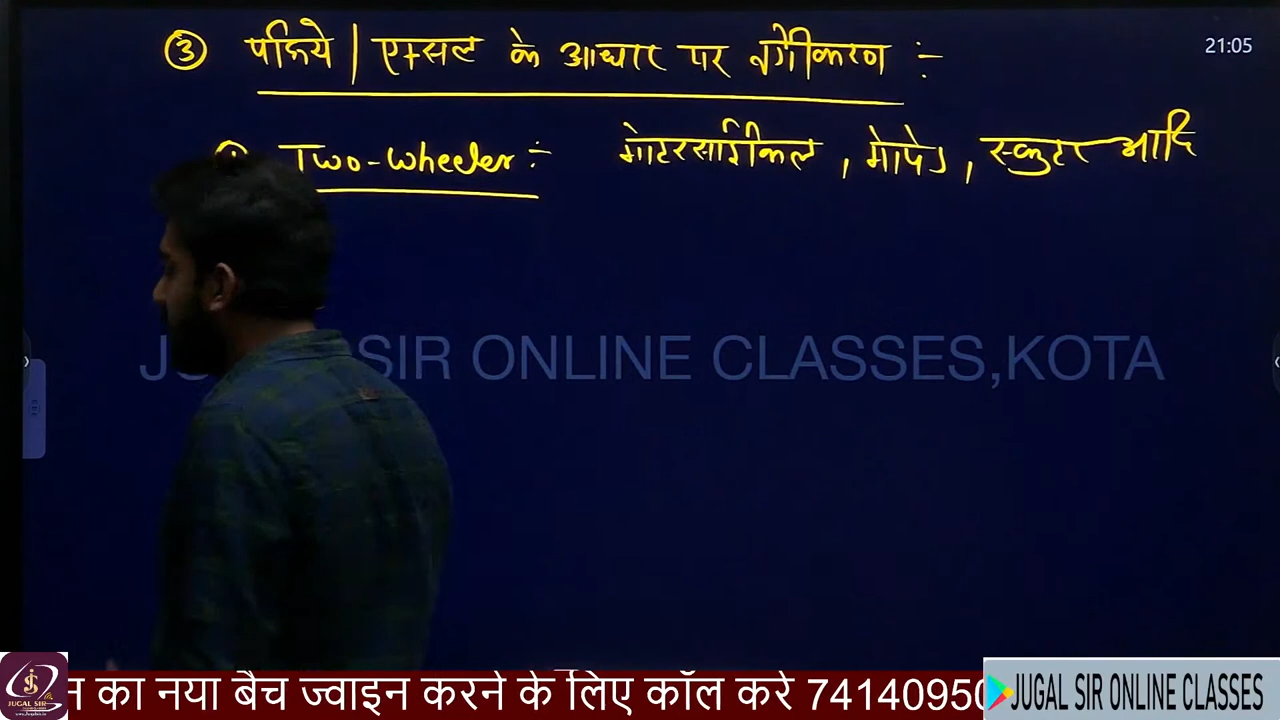 ③ पहिये | एक्सल के आधार पर वर्गीकरण :-
21:05
Two-wheeler :- मोटरसाईकिल , मोपेड , स्कुटर आदि
SIR ONLINE CLASSES,KOTA
न का नया बैच ज्वाइन करने के लिए कॉल करे 74140950
JUGAL SIR ONLINE CLASSES
JUGAL SIR